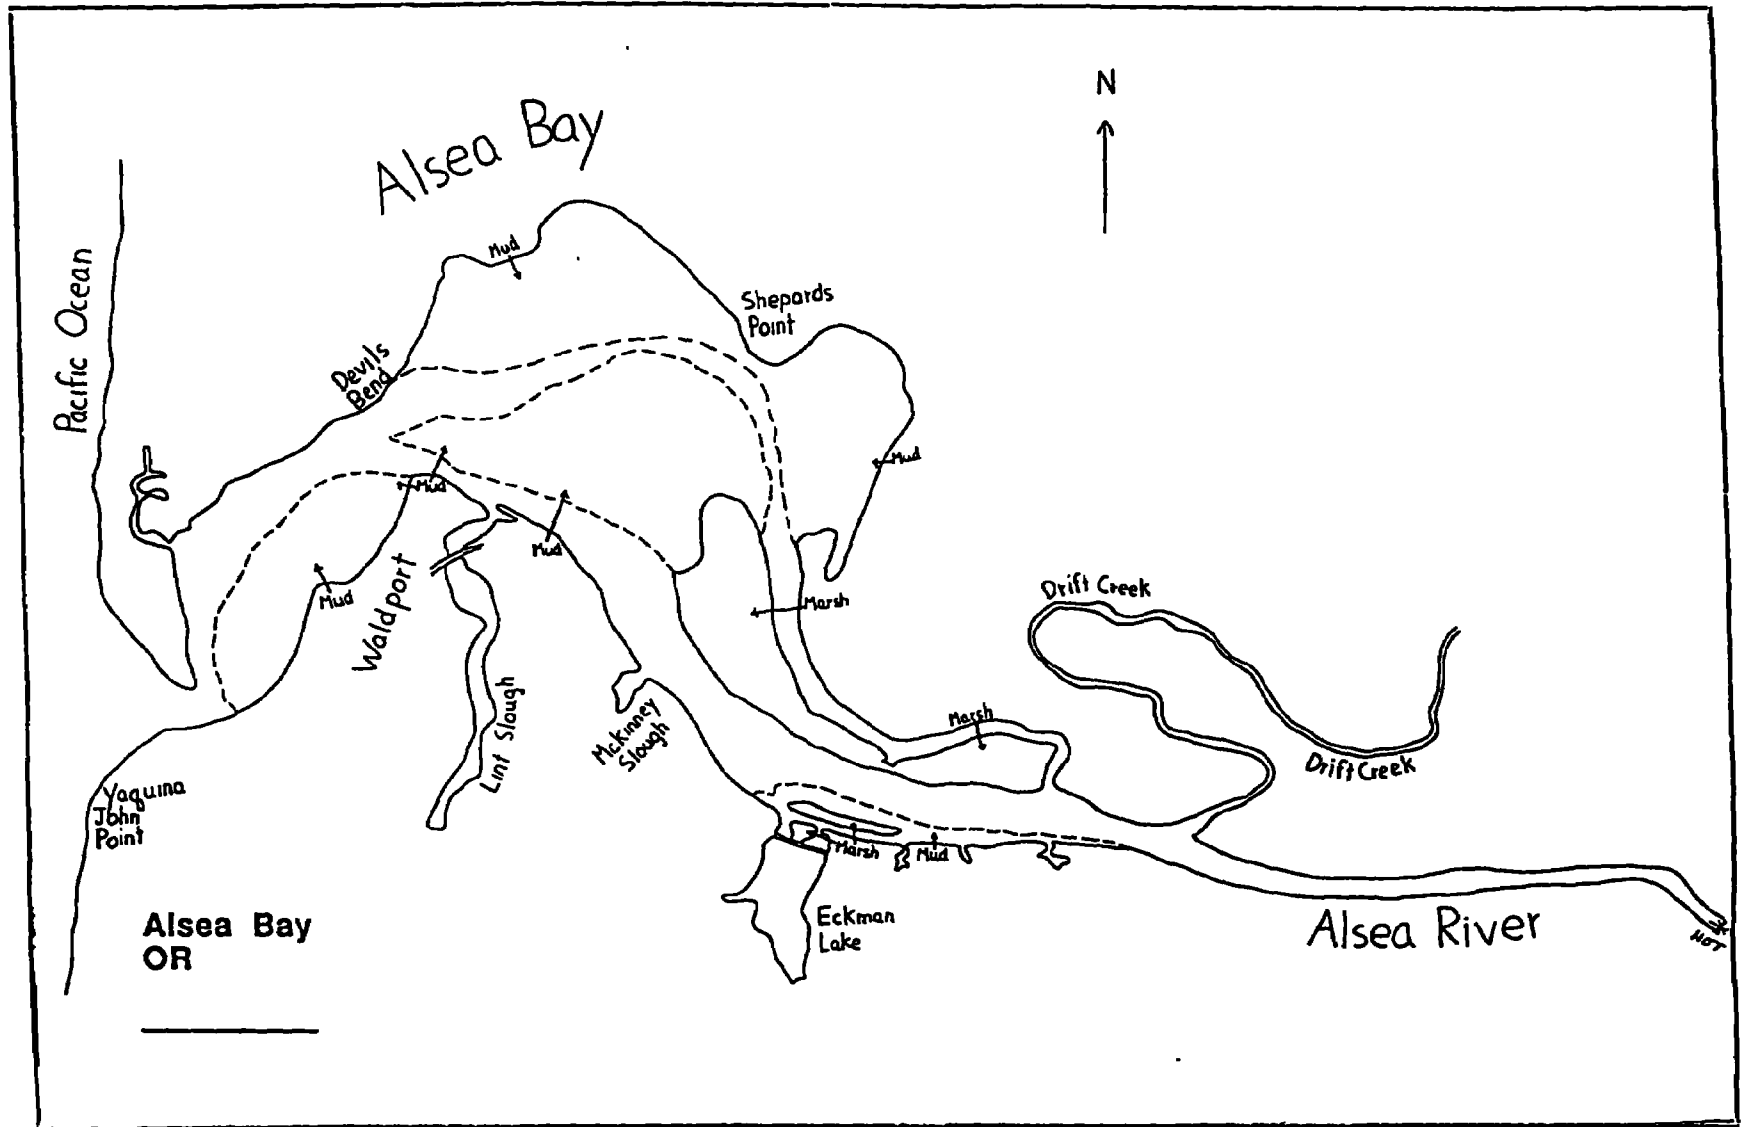 N
Alsea Bay
Mud
Pacific Ocean
Shepards
Point
Devils
Bend
Mud
Mud
Mud
Mud
Waldport
Marsh
Drift Creek
Lint Slough
McKinney
Slough
Marsh
Drift Creek
Yaquina
John
Point
Marsh
Mud
Eckman
Lake
Alsea River
HOT
Alsea Bay
OR